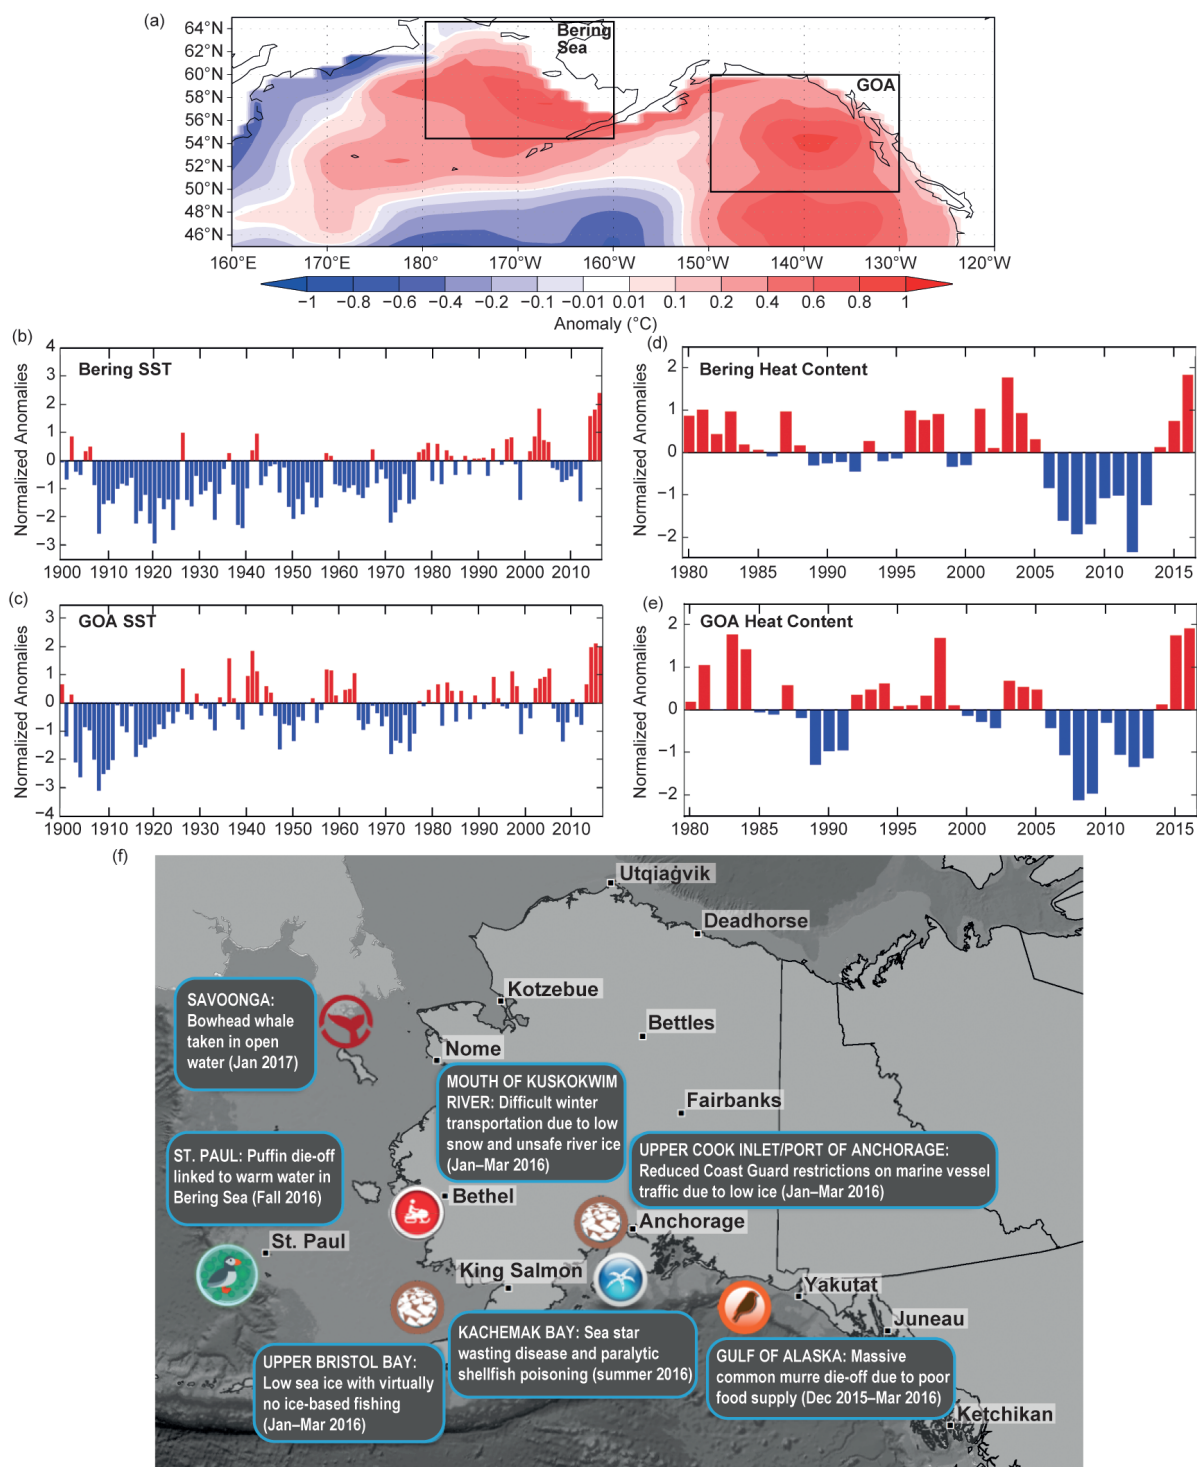 (a)
64°N
62°N
60°N
58°N
56°N
54°N
52°N
50°N
48°N
46°N
Bering
Sea
GOA
160°E
170°E
180°
170°W
160°W
150°W
140°W
130°W
120°W
−1
−0.8
−0.6
−0.4
−0.2
−0.1
−0.01
0.01
0.1
0.2
0.4
0.6
0.8
1
Anomaly (°C)
(b)
Bering SST
Normalized Anomalies
4
3
2
1
0
−1
−2
−3
1900 1910 1920 1930 1940 1950 1960 1970 1980 1990 2000 2010
(d)
Bering Heat Content
Normalized Anomalies
2
1
0
−1
−2
1980 1985 1990 1995 2000 2005 2010 2015
(c)
GOA SST
Normalized Anomalies
3
2
1
0
−1
−2
−3
−4
1900 1910 1920 1930 1940 1950 1960 1970 1980 1990 2000 2010
(e)
GOA Heat Content
Normalized Anomalies
2
1
0
−1
−2
1980 1985 1990 1995 2000 2005 2010 2015
(f)
Utqiaġvik
Deadhorse
Kotzebue
Bettles
Nome
Fairbanks
SAVOONGA:
Bowhead whale
taken in open
water (Jan 2017)
MOUTH OF KUSKOKWIM
RIVER: Difficult winter
transportation due to low
snow and unsafe river ice
(Jan–Mar 2016)
ST. PAUL: Puffin die-off
linked to warm water in
Bering Sea (Fall 2016)
UPPER COOK INLET/PORT OF ANCHORAGE:
Reduced Coast Guard restrictions on marine vessel
traffic due to low ice (Jan–Mar 2016)
Bethel
Anchorage
St. Paul
King Salmon
Yakutat
Juneau
KACHEMAK BAY: Sea star
wasting disease and paralytic
shellfish poisoning (summer 2016)
UPPER BRISTOL BAY:
Low sea ice with virtually
no ice-based fishing
(Jan–Mar 2016)
GULF OF ALASKA: Massive
common murre die-off due to poor
food supply (Dec 2015–Mar 2016)
Ketchikan